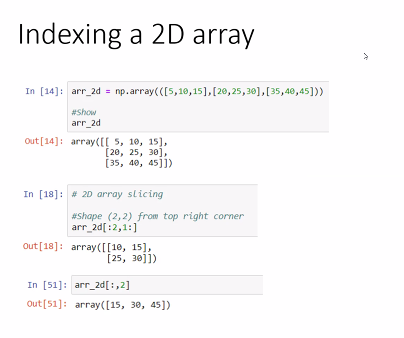 Indexing a 2D array
In [14]: arr_2d = np.array(([5,10,15],[20,25,30],[35,40,45]))
#Show
arr_2d
Out[14]: array([[ 5, 10, 15],
[20, 25, 30],
[35, 40, 45]])
In [18]: # 2D array slicing
#Shape (2,2) from top right corner
arr_2d[:2,1:]
Out[18]: array([[10, 15],
[25, 30]])
In [51]: arr_2d[:,2]
Out[51]: array([15, 30, 45])